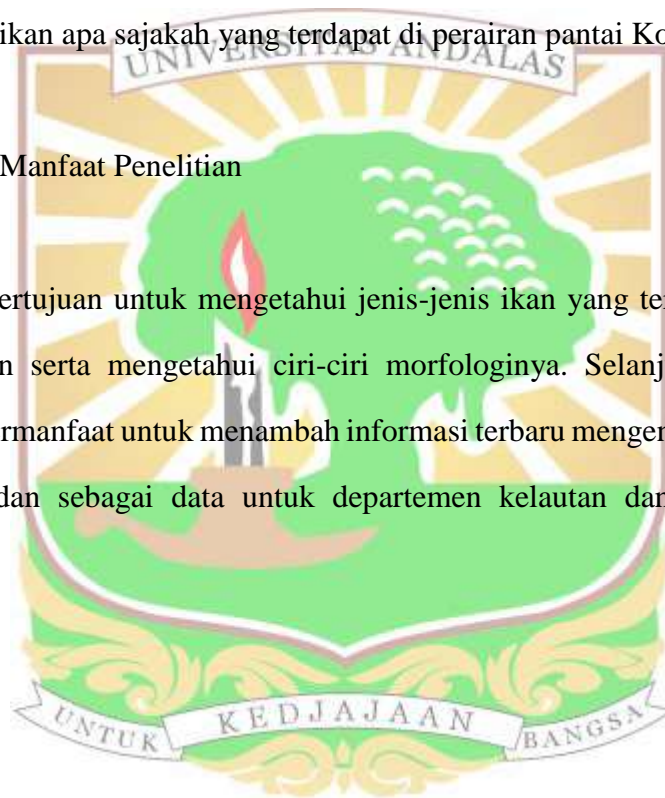 ikan apa sajakah yang terdapat di perairan pantai Ko
UNIVERSITAS ANDALAS
Manfaat Penelitian
ertujuan untuk mengetahui jenis-jenis ikan yang te
n serta mengetahui ciri-ciri morfologinya. Selanj
rmanfaat untuk menambah informasi terbaru mengen
dan sebagai data untuk departemen kelautan dan
UNTUK KEDJAJAAN BANGSA